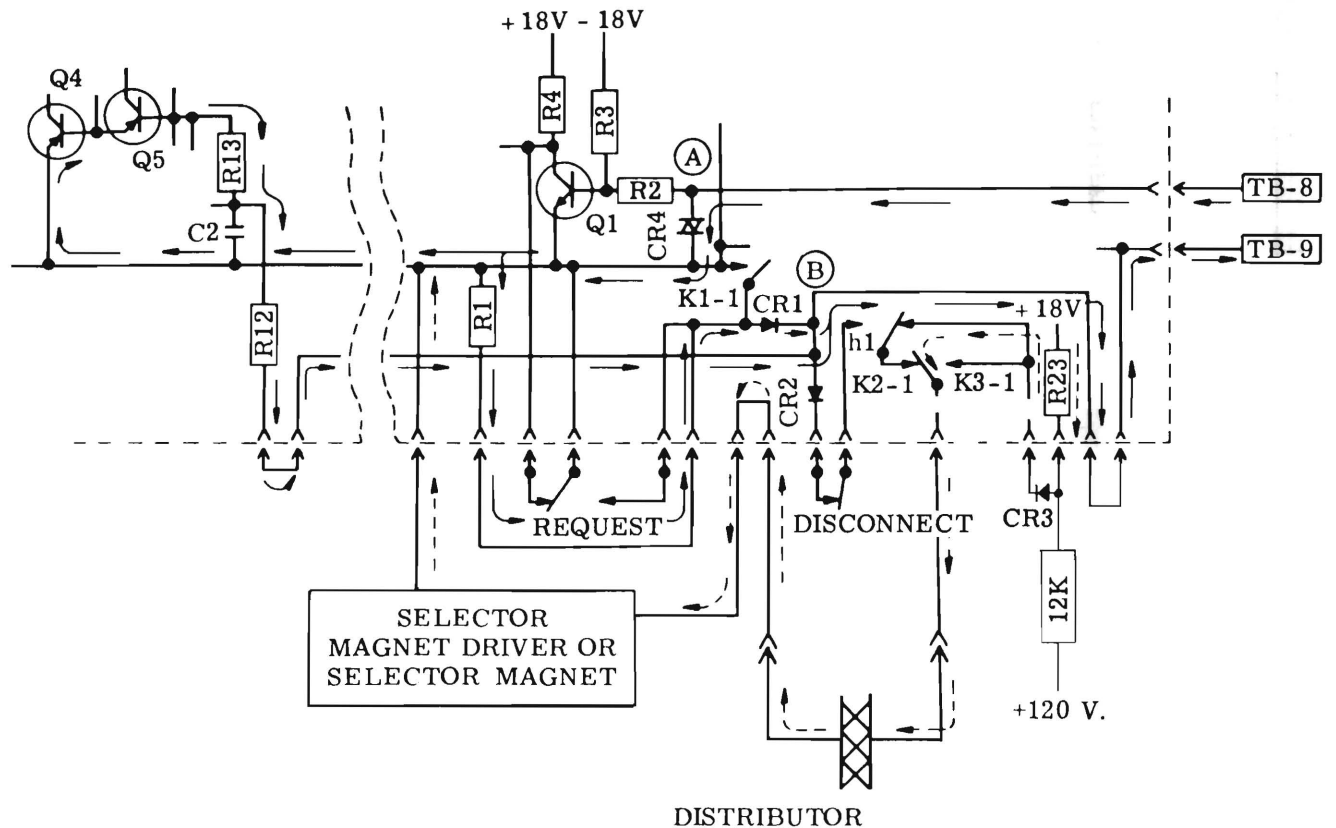 +18V -18V
Q4
Q5
R13
C2
R12
R4
R3
R2
A
Q1
CR4
TB-8
TB-9
R1
K1-1
CR1
B
+18V
h1
K2-1
K3-1
R23
CR2
REQUEST
DISCONNECT
CR3
12K
SELECTOR
MAGNET DRIVER OR
SELECTOR MAGNET
+120 V.
DISTRIBUTOR